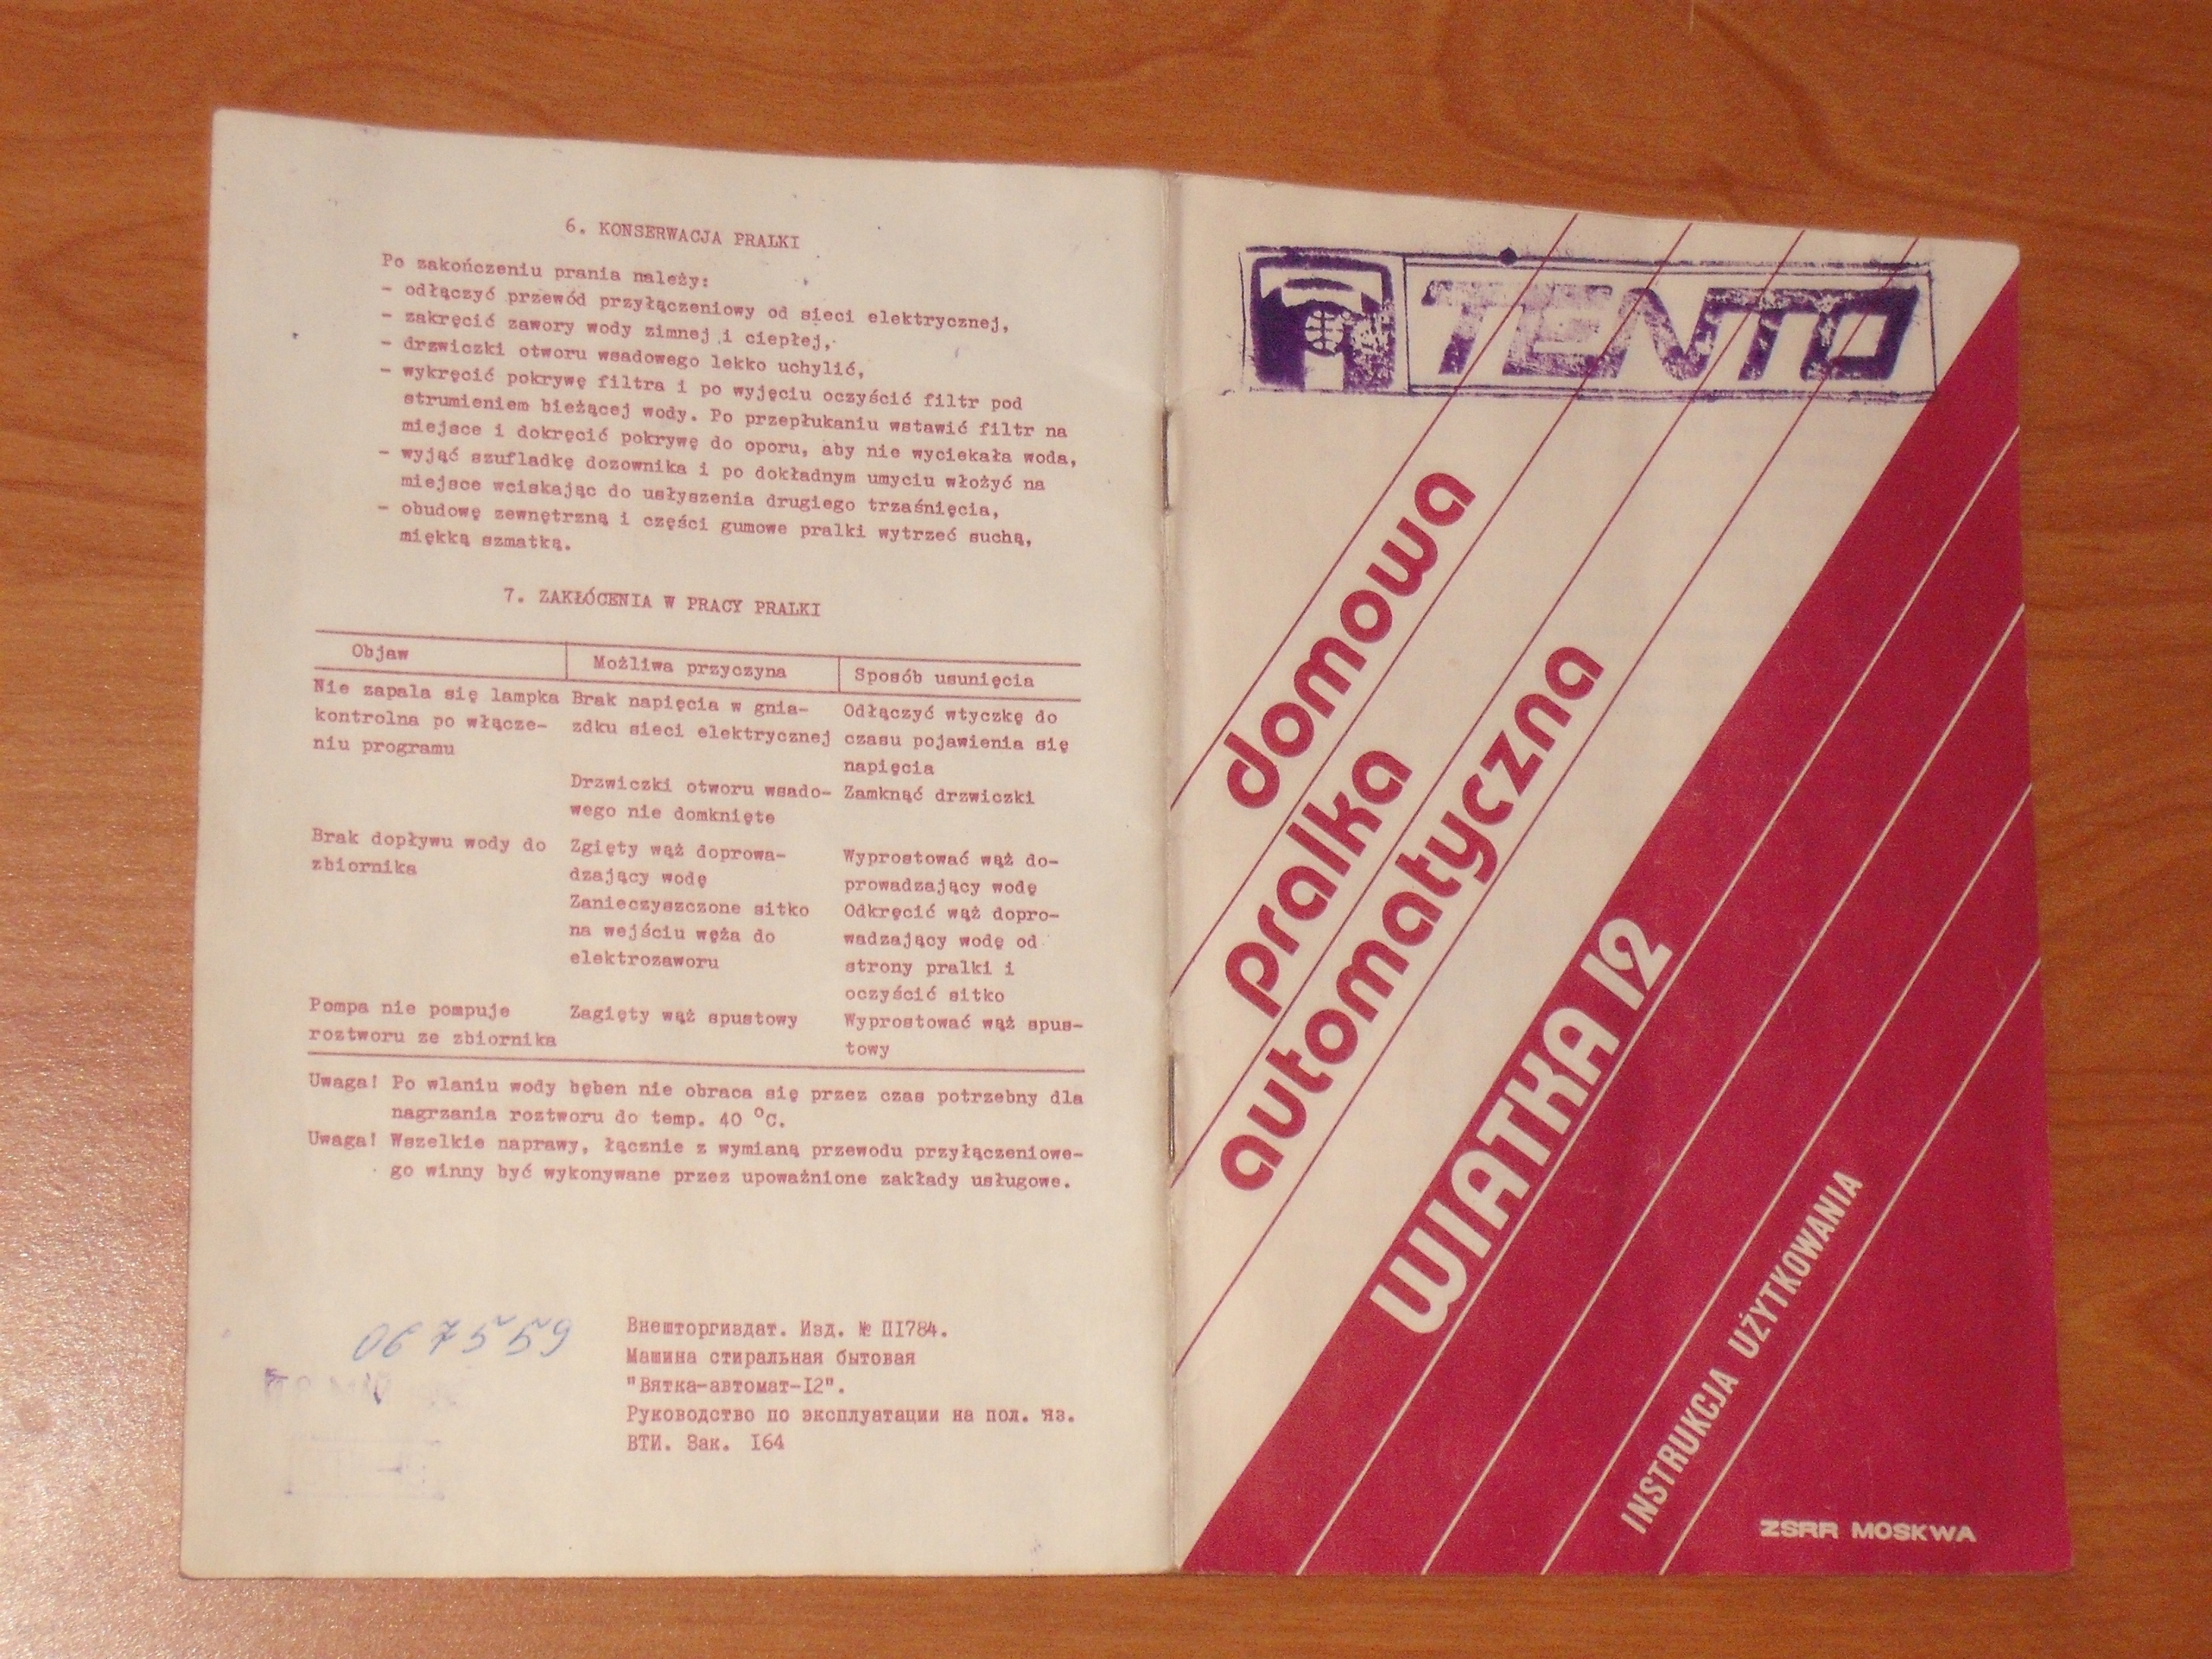 6. KONSERWACJA PRALKI
Po zakończeniu prania należy:
- odłączyć przewód przyłączeniowy od sieci elektrycznej,
- zakręcić zawory wody zimnej i ciepłej,
- drzwiczki otworu wsadowego lekko uchylić,
- wykręcić pokrywę filtra i po wyjęciu oczyścić filtr pod
strumieniem bieżącej wody. Po przepłukaniu wstawić filtr na
miejsce i dokręcić pokrywę do oporu, aby nie wyciekała woda,
- wyjąć szufladkę dozownika i po dokładnym umyciu włożyć na
miejsce wciskając do usłyszenia drugiego trzaśnięcia,
- obudowę zewnętrzną i części gumowe pralki wytrzeć suchą,
miękką szmatką.
7. ZAKŁÓCENIA W PRACY PRALKI
Objaw Możliwa przyczyna Sposób usunięcia
Nie zapala się lampka Brak napięcia w gnia- Odłączyć wtyczkę do
kontrolna po włącze- zdku sieci elektrycznej czasu pojawienia się
niu programu napięcia
Drzwiczki otworu wsado- Zamknąć drzwiczki
wego nie domknięte
Brak dopływu wody do Zgięty wąż doprowa- Wyprostować wąż do-
zbiornika dzający wodę prowadzający wodę
Zanieczyszczone sitko Odkręcić wąż dopro-
na wejściu węża do wadzający wodę od
elektrozaworu strony pralki i
oczyścić sitko
Pompa nie pompuje Zagięty wąż spustowy Wyprostować wąż spus-
roztworu ze zbiornika towy
Uwaga! Po wlaniu wody bęben nie obraca się przez czas potrzebny dla
nagrzania roztworu do temp. 40 °C.
Uwaga! Wszelkie naprawy, łącznie z wymianą przewodu przyłączeniowe-
go winny być wykonywane przez upoważnione zakłady usługowe.
067559
Внешторгиздат. Изд. № ПI784.
Машина стиральная бытовая
"Вятка-автомат-I2".
Руководство по эксплуатации на пол. яз.
ВТИ. Зак. I64
TENTO
domowa
pralka
automatyczna
WIATKA 12
INSTRUKCJA UŻYTKOWANIA
ZSRR MOSKWA